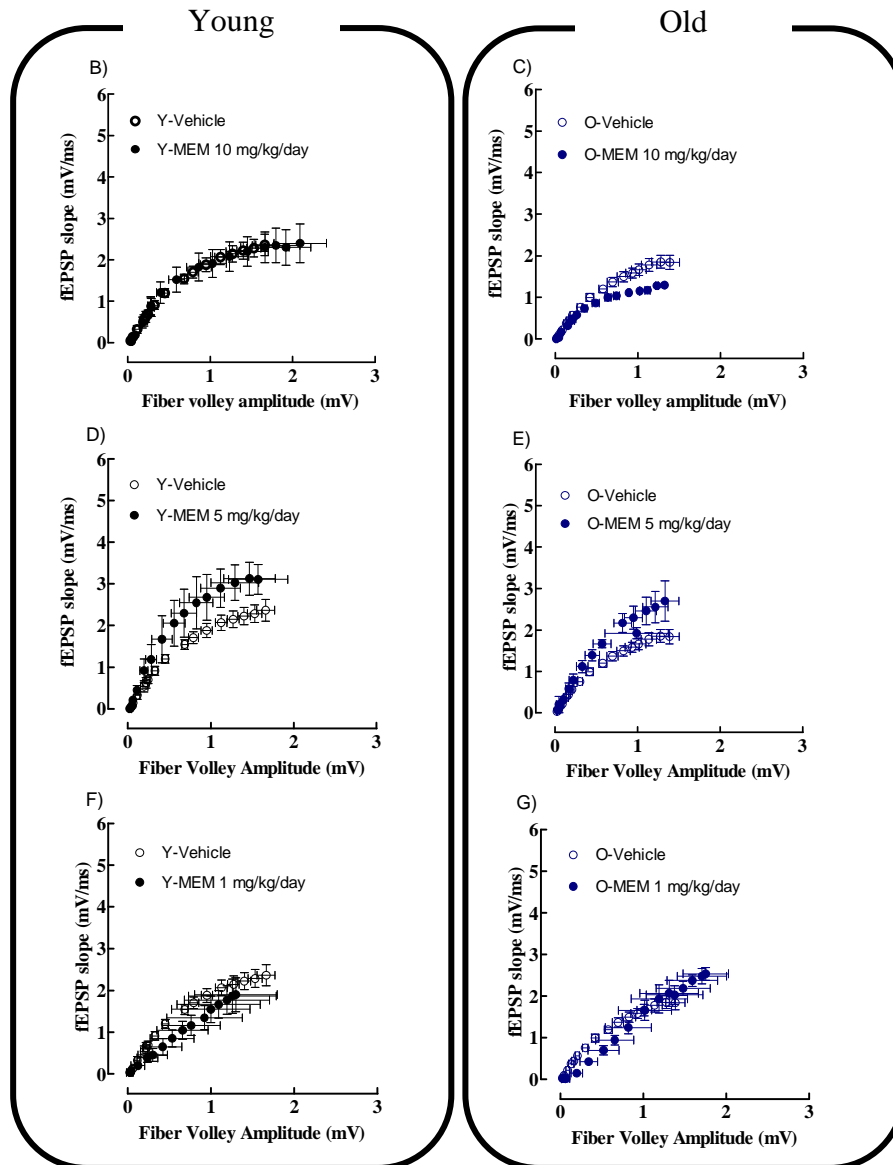 Young
Old
B)
fEPSP slope (mV/ms)
6
5
4
3
2
1
0
Y-Vehicle
Y-MEM 10 mg/kg/day
0 1 2 3
Fiber volley amplitude (mV)
C)
fEPSP slope (mV/ms)
6
5
4
3
2
1
0
O-Vehicle
O-MEM 10 mg/kg/day
0 1 2 3
Fiber volley amplitude (mV)
D)
fEPSP slope (mV/ms)
6
5
4
3
2
1
0
Y-Vehicle
Y-MEM 5 mg/kg/day
0 1 2 3
Fiber Volley Amplitude (mV)
E)
fEPSP slope (mV/ms)
6
5
4
3
2
1
0
O-Vehicle
O-MEM 5 mg/kg/day
0 1 2 3
Fiber Volley Amplitude (mV)
F)
fEPSP slope (mV/ms)
6
5
4
3
2
1
0
Y-Vehicle
Y-MEM 1 mg/kg/day
0 1 2 3
Fiber Volley Amplitude (mV)
G)
fEPSP slope (mV/ms)
6
5
4
3
2
1
0
O-Vehicle
O-MEM 1 mg/kg/day
0 1 2 3
Fiber Volley Amplitude (mV)